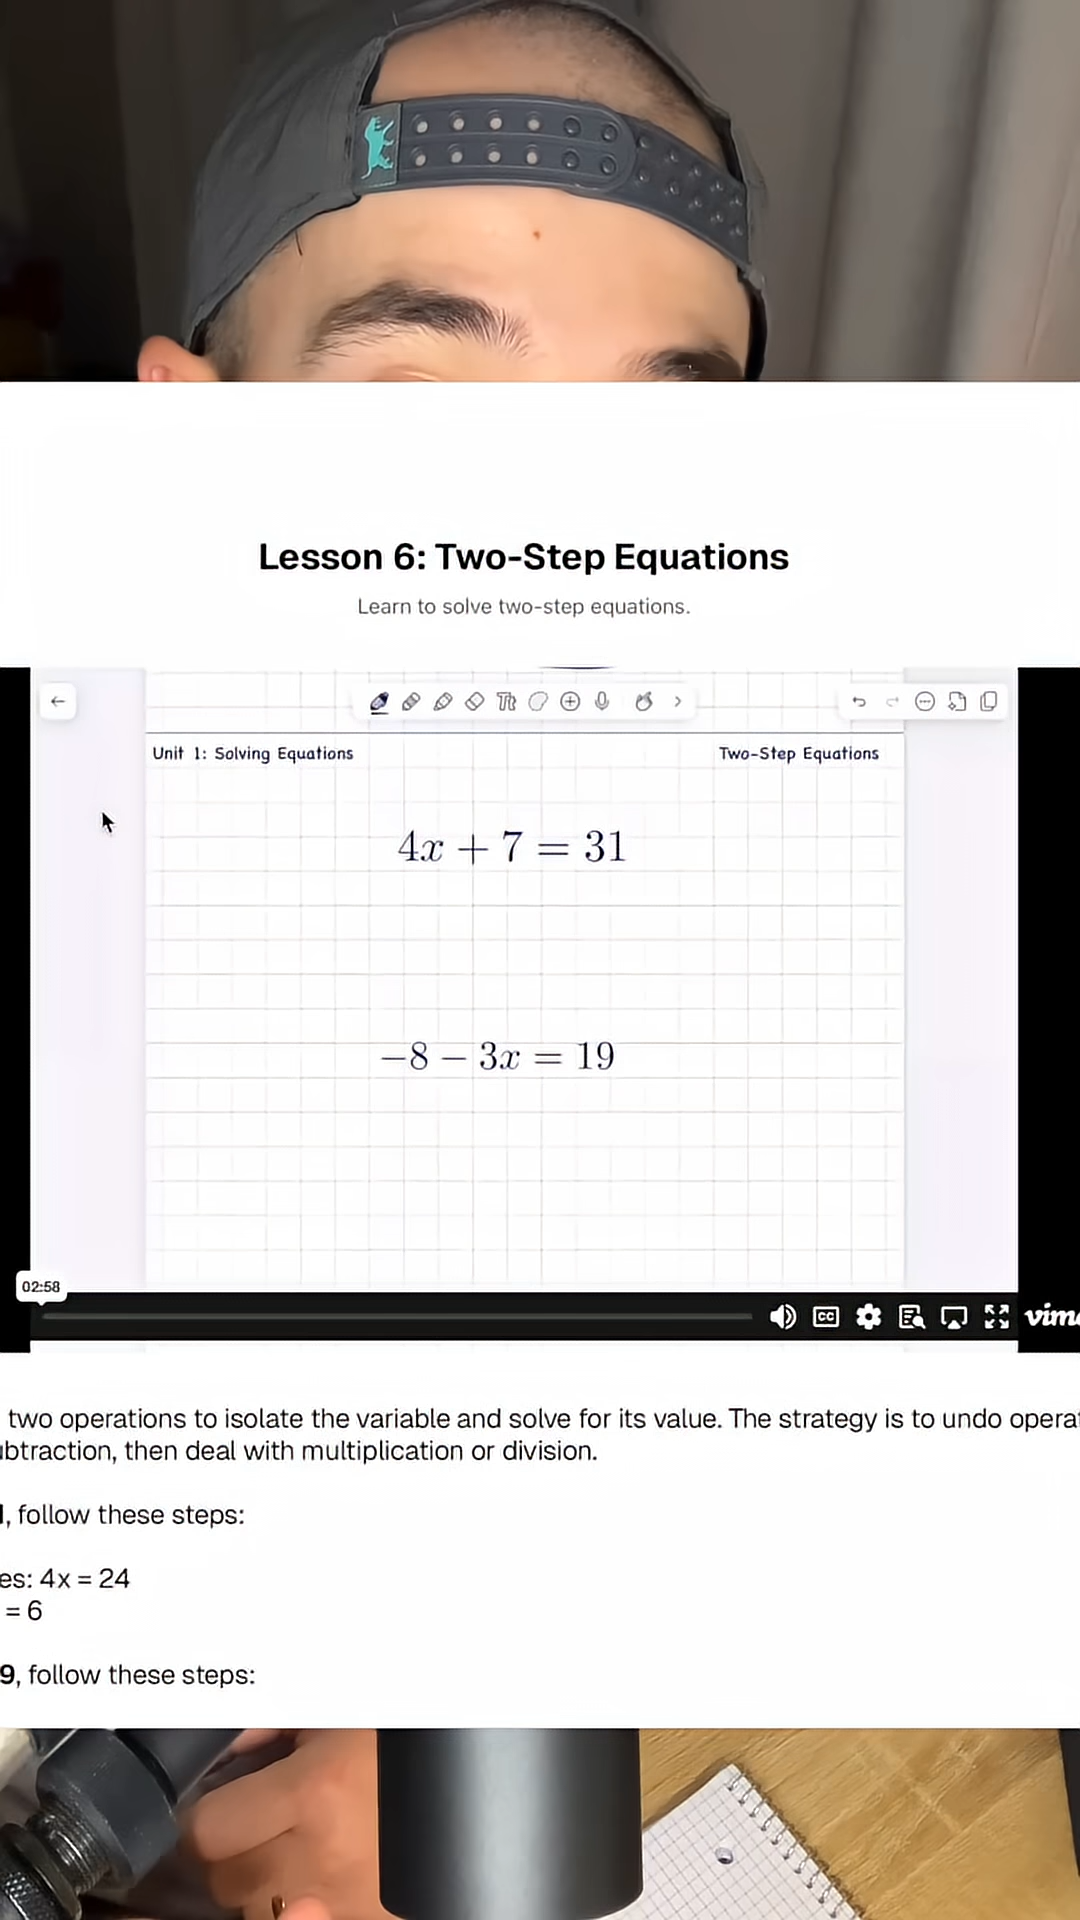 Lesson 6: Two-Step Equations
Learn to solve two-step equations.
Unit 1: Solving Equations
Two-Step Equations
4x + 7 = 31
−8 − 3x = 19
02:58
CC
two operations to isolate the variable and solve for its value. The strategy is to undo
btraction, then deal with multiplication or division.
, follow these steps:
es: 4x = 24
= 6
9, follow these steps: